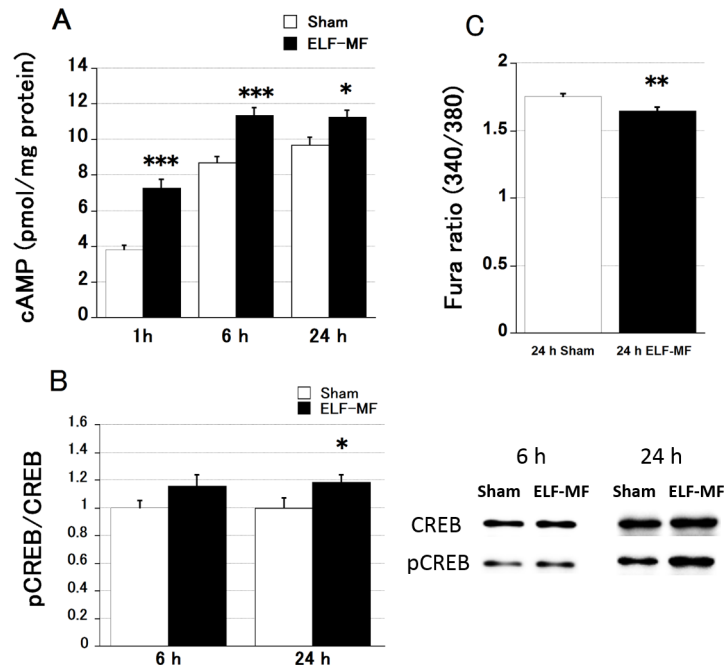 A
Sham
ELF-MF
cAMP (pmol/mg protein)
14
12
10
8
6
4
2
0
***
***
*
1h
6 h
24 h
C
Fura ratio (340/380)
2
1.5
1
0.5
0
**
24 h Sham
24 h ELF-MF
B
Sham
ELF-MF
pCREB/CREB
1.6
1.4
1.2
1
0.8
0.6
0.4
0.2
0
*
6 h
24 h
6 h
24 h
Sham ELF-MF Sham ELF-MF
CREB
pCREB